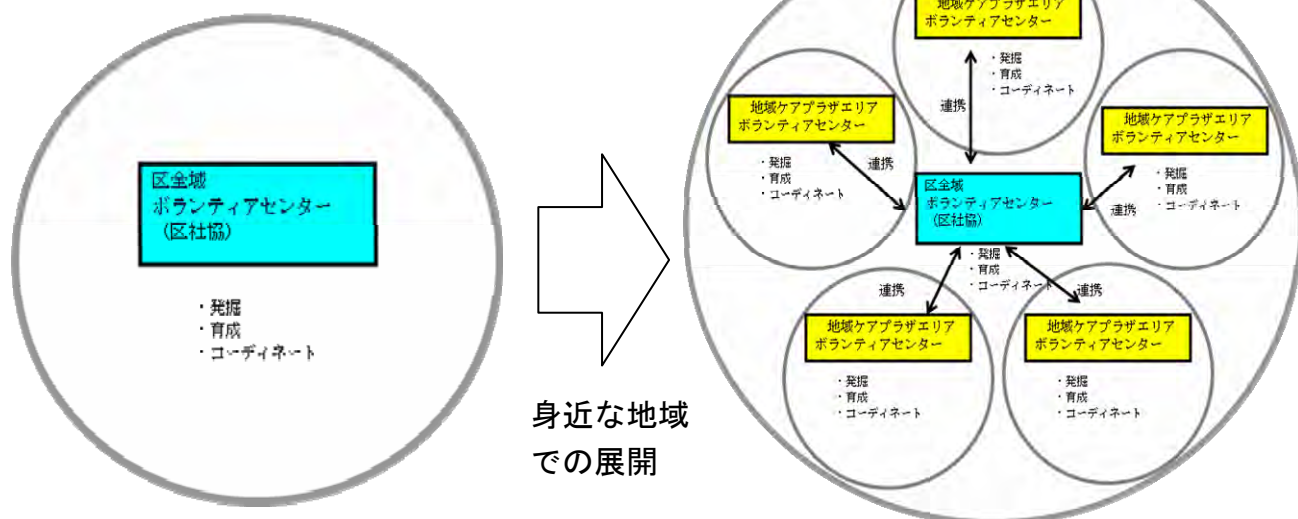 区全域
ボランティアセンター
（区社協）
・発掘
・育成
・コーディネート
身近な地域
での展開
地域ケアプラザエリア
ボランティアセンター
・発掘
・育成
・コーディネート
連携
地域ケアプラザエリア
ボランティアセンター
・発掘
・育成
・コーディネート
連携
地域ケアプラザエリア
ボランティアセンター
・発掘
・育成
・コーディネート
連携
区全域
ボランティアセンター
（区社協）
・発掘
・育成
・コーディネート
連携
連携
地域ケアプラザエリア
ボランティアセンター
・発掘
・育成
・コーディネート
地域ケアプラザエリア
ボランティアセンター
・発掘
・育成
・コーディネート